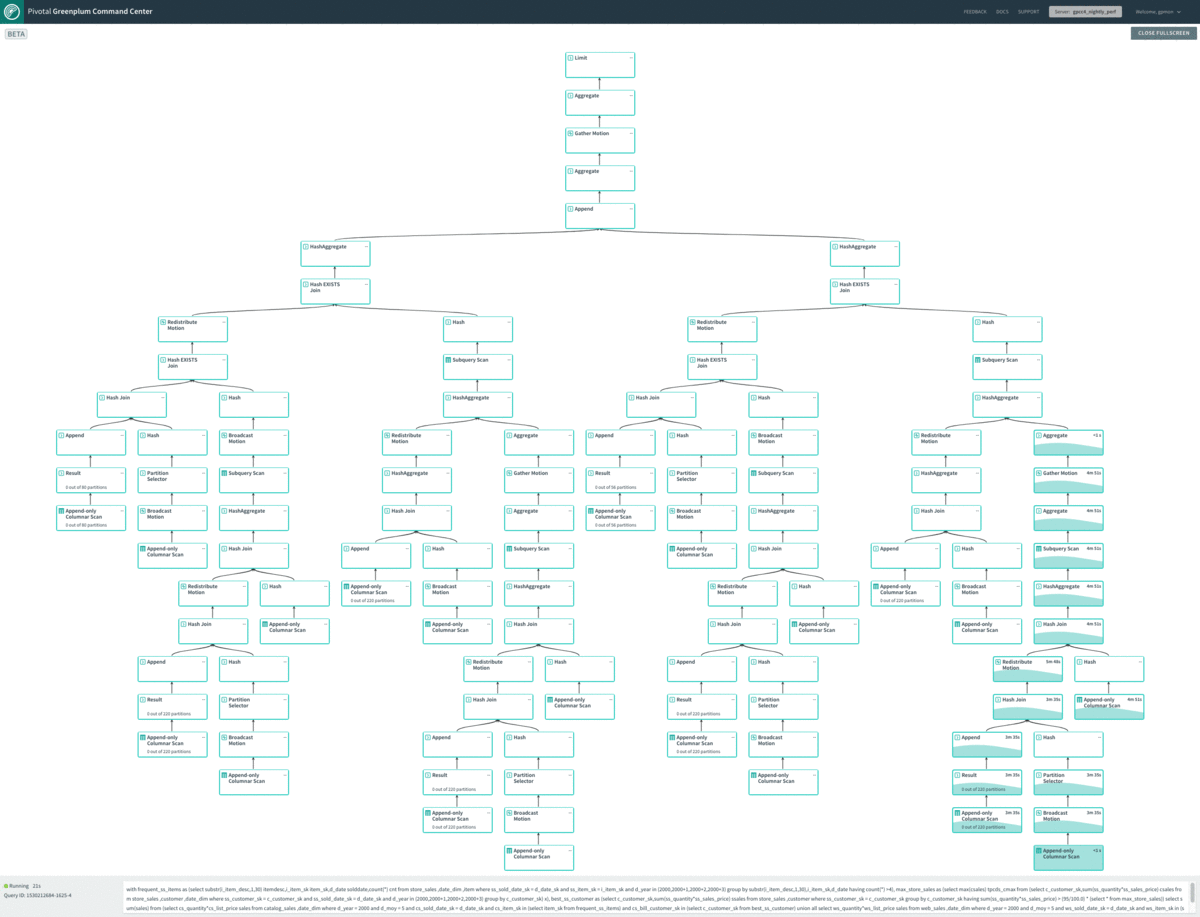 Pivotal Greenplum Command Center
FEEDBACK DOCS SUPPORT Server: gpcc4_nightly_perf Welcome, gpmon
BETA
CLOSE FULLSCREEN
Limit
Aggregate
Gather Motion
Aggregate
Append
HashAggregate
HashAggregate
Hash EXISTS
Join
Hash EXISTS
Join
Redistribute
Motion
Hash
Redistribute
Motion
Hash
Hash EXISTS
Join
Subquery Scan
Hash EXISTS
Join
Subquery Scan
Hash Join
Hash
HashAggregate
Hash Join
Hash
HashAggregate
Append
Hash
Broadcast
Motion
Redistribute
Motion
Aggregate
Append
Hash
Broadcast
Motion
Redistribute
Motion
Aggregate <1 s
Result
0 out of 80 partitions
Partition
Selector
Subquery Scan
HashAggregate
Gather Motion
Result
0 out of 56 partitions
Partition
Selector
Subquery Scan
HashAggregate
Gather Motion 4m 51s
Append-only
Columnar Scan
0 out of 80 partitions
Broadcast
Motion
HashAggregate
Hash Join
Aggregate
Append-only
Columnar Scan
0 out of 56 partitions
Broadcast
Motion
HashAggregate
Hash Join
Aggregate 4m 51s
Append-only
Columnar Scan
Hash Join
Append
Hash
Subquery Scan
Append-only
Columnar Scan
Hash Join
Append
Hash
Subquery Scan 4m 51s
Redistribute
Motion
Hash
Append-only
Columnar Scan
0 out of 220 partitions
Broadcast
Motion
HashAggregate
Redistribute
Motion
Hash
Append-only
Columnar Scan
0 out of 220 partitions
Broadcast
Motion
HashAggregate 4m 51s
Hash Join
Append-only
Columnar Scan
Append-only
Columnar Scan
Hash Join
Hash Join
Append-only
Columnar Scan
Append-only
Columnar Scan
Hash Join 4m 51s
Append
Hash
Redistribute
Motion
Hash
Append
Hash
Redistribute 5m 48s
Motion
Hash
Result
0 out of 220 partitions
Partition
Selector
Hash Join
Append-only
Columnar Scan
Result
0 out of 220 partitions
Partition
Selector
Hash Join 3m 35s
Append-only 4m 51s
Columnar Scan
Append-only
Columnar Scan
0 out of 220 partitions
Broadcast
Motion
Append
Hash
Append-only
Columnar Scan
0 out of 220 partitions
Broadcast
Motion
Append 3m 35s
Hash
Append-only
Columnar Scan
Result
0 out of 220 partitions
Partition
Selector
Append-only
Columnar Scan
Result 3m 35s
0 out of 220 partitions
Partition 3m 35s
Selector
Append-only
Columnar Scan
0 out of 220 partitions
Broadcast
Motion
Append-only 3m 35s
Columnar Scan
0 out of 220 partitions
Broadcast 3m 35s
Motion
Append-only
Columnar Scan
Append-only <1 s
Columnar Scan
Running 21s
Query ID: 1530212684-1625-4
with frequent_ss_items as (select substr(i_item_desc,1,30) itemdesc,i_item_sk item_sk,d_date solddate,count(*) cnt from store_sales ,date_dim ,item where ss_sold_date_sk = d_date_sk and ss_item_sk = i_item_sk and d_year in (2000,2000+1,2000+2,2000+3) group by substr(i_item_desc,1,30),i_item_sk,d_date having count(*) >4), max_store_sales as (select max(csales) tpcds_cmax from (select c_customer_sk,sum(ss_quantity*ss_sales_price) csales fro
m store_sales ,customer ,date_dim where ss_customer_sk = c_customer_sk and ss_sold_date_sk = d_date_sk and d_year in (2000,2000+1,2000+2,2000+3) group by c_customer_sk) x), best_ss_customer as (select c_customer_sk,sum(ss_quantity*ss_sales_price) ssales from store_sales ,customer where ss_customer_sk = c_customer_sk group by c_customer_sk having sum(ss_quantity*ss_sales_price) > (95/100.0) * (select * from max_store_sales)) select s
um(sales) from (select cs_quantity*cs_list_price sales from catalog_sales ,date_dim where d_year = 2000 and d_moy = 5 and cs_sold_date_sk = d_date_sk and cs_item_sk in (select item_sk from frequent_ss_items) and cs_bill_customer_sk in (select c_customer_sk from best_ss_customer) union all select ws_quantity*ws_list_price sales from web_sales ,date_dim where d_year = 2000 and d_moy = 5 and ws_sold_date_sk = d_date_sk and ws_item_sk in (s